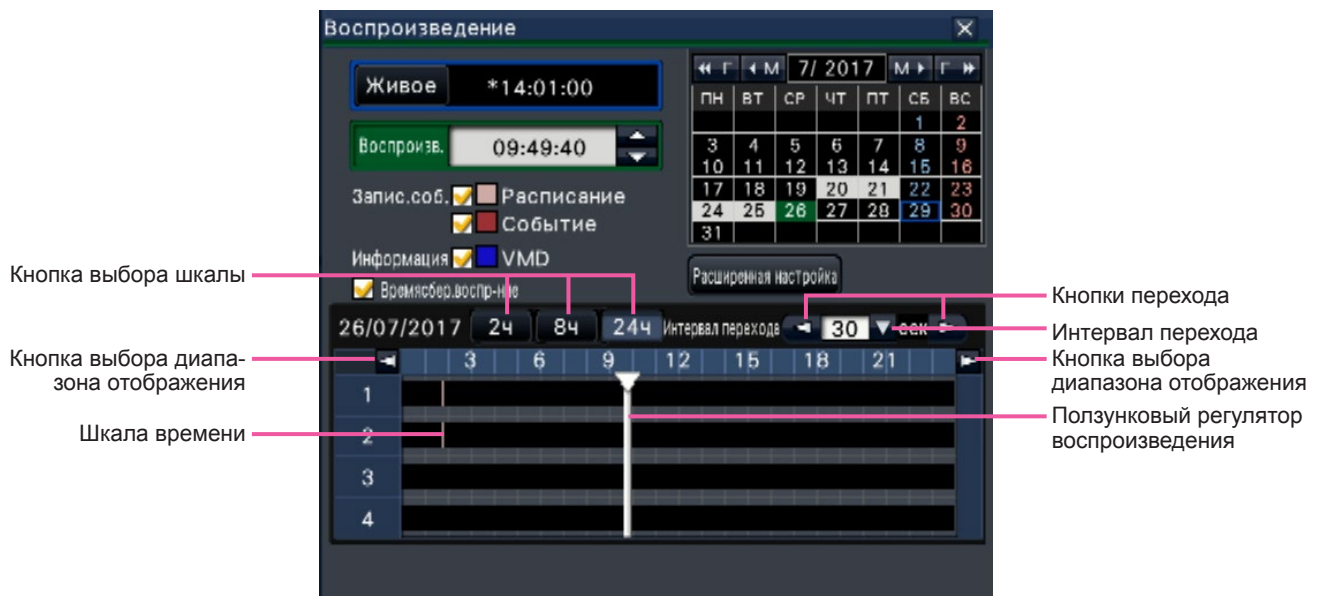 Воспроизведение
Живое *14:01:00
Воспроизв. 09:49:40
Запис.соб. Расписание
Событие
Информация VMD
Времясбер.воспр-ние
Г М 7/ 2017 М Г
ПН ВТ СР ЧТ ПТ СБ ВС
1 2
3 4 5 6 7 8 9
10 11 12 13 14 15 16
17 18 19 20 21 22 23
24 25 26 27 28 29 30
31
Расширенная настройка
26/07/2017 2ч 8ч 24ч Интервал перехода 30 сек
3 6 9 12 15 18 21
1
2
3
4
Кнопка выбора шкалы
Кнопка выбора диапа-
зона отображения
Шкала времени
Кнопки перехода
Интервал перехода
Кнопка выбора
диапазона отображения
Ползунковый регулятор
воспроизведения